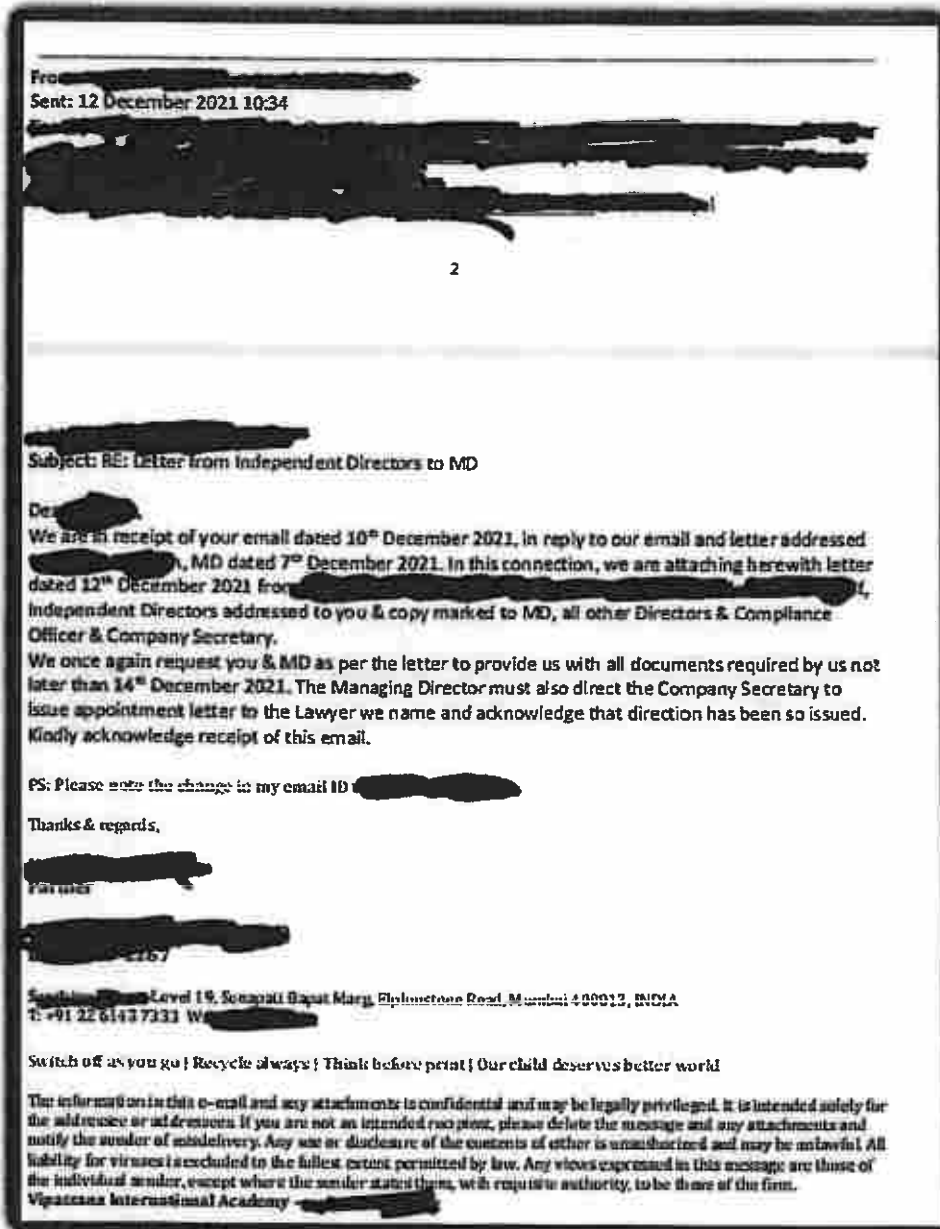 Sent: 12 December 2021 10:34
2
Subject: RE: Letter from Independent Directors to MD
We are in receipt of your email dated 10th December 2021, in reply to our email and letter addressed
, MD dated 7th December 2021. In this connection, we are attaching herewith letter
dated 12th December 2021 from
Independent Directors addressed to you & copy marked to MD, all other Directors & Compliance
Officer & Company Secretary.
We once again request you & MD as per the letter to provide us with all documents required by us not
later than 14th December 2021. The Managing Director must also direct the Company Secretary to
issue appointment letter to the Lawyer we name and acknowledge that direction has been so issued.
Kindly acknowledge receipt of this email.
PS: Please note the change in my email ID
Thanks & regards,
Partner
Level 19, Senapati Bapat Marg, Elphinstone Road, Mumbai 400013, INDIA
T: +91 22 6143 7333 W
Switch off as you go | Recycle always | Think before print | Our child deserves better world
The information in this e-mail and any attachments is confidential and may be legally privileged. It is intended solely for
the addressee or addressees. If you are not an intended recipient, please delete the message and any attachments and
notify the sender of misdelivery. Any use or disclosure of the contents of either is unauthorized and may be unlawful. All
liability for viruses is excluded to the fullest extent permitted by law. Any views expressed in this message are those of
the individual sender, except where the sender states them, with requisite authority, to be those of the firm.
Vipassana International Academy -